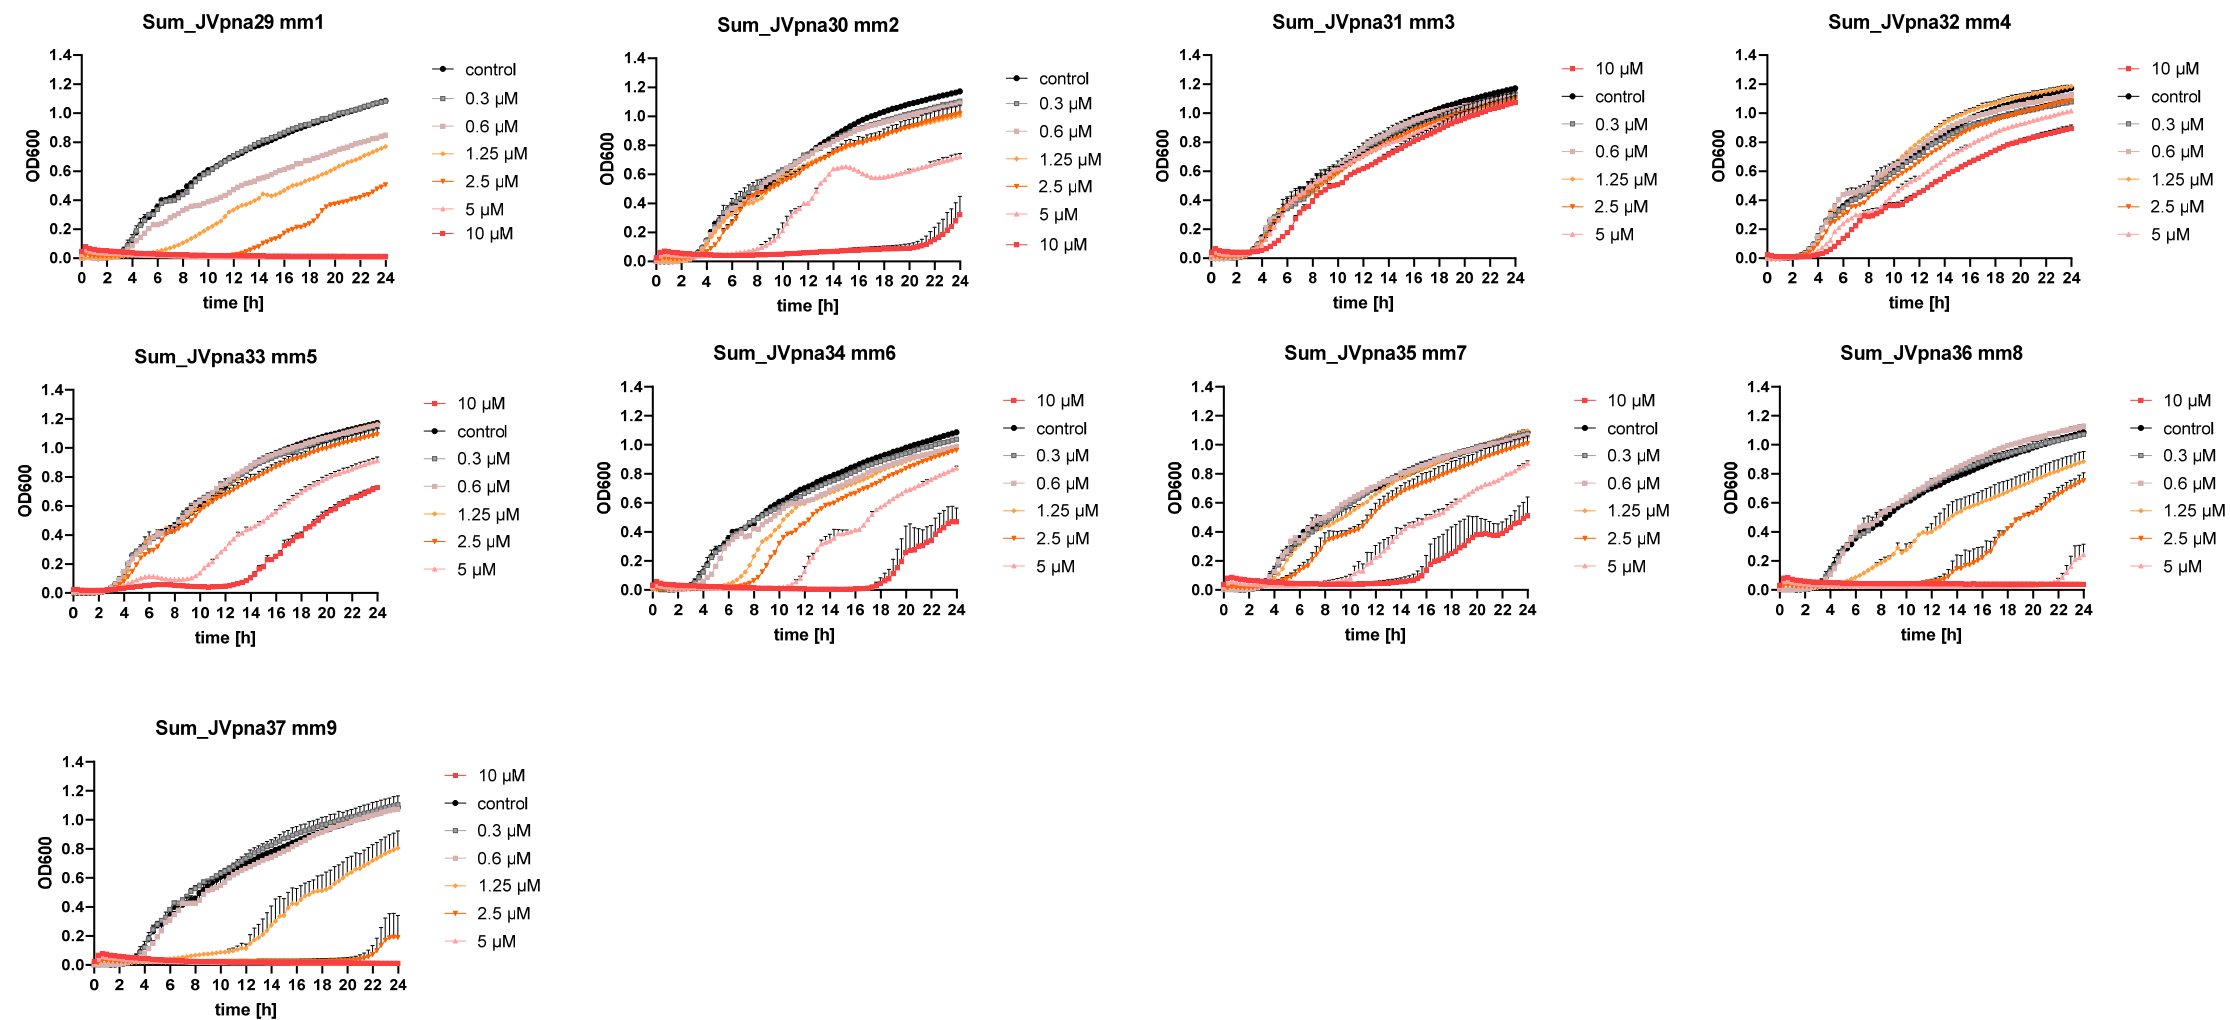 Sum_JVpna29 mm1
1.4
1.2
1.0
0.8
0.6
0.4
0.2
0.0
OD600
0 2 4 6 8 10 12 14 16 18 20 22 24
time [h]
control
0.3 µM
0.6 µM
1.25 µM
2.5 µM
5 µM
10 µM
Sum_JVpna30 mm2
1.4
1.2
1.0
0.8
0.6
0.4
0.2
0.0
OD600
0 2 4 6 8 10 12 14 16 18 20 22 24
time [h]
control
0.3 µM
0.6 µM
1.25 µM
2.5 µM
5 µM
10 µM
Sum_JVpna31 mm3
1.4
1.2
1.0
0.8
0.6
0.4
0.2
0.0
OD600
0 2 4 6 8 10 12 14 16 18 20 22 24
time [h]
10 µM
control
0.3 µM
0.6 µM
1.25 µM
2.5 µM
5 µM
Sum_JVpna32 mm4
1.4
1.2
1.0
0.8
0.6
0.4
0.2
0.0
OD600
0 2 4 6 8 10 12 14 16 18 20 22 24
time [h]
10 µM
control
0.3 µM
0.6 µM
1.25 µM
2.5 µM
5 µM
Sum_JVpna33 mm5
1.4
1.2
1.0
0.8
0.6
0.4
0.2
0.0
OD600
0 2 4 6 8 10 12 14 16 18 20 22 24
time [h]
10 µM
control
0.3 µM
0.6 µM
1.25 µM
2.5 µM
5 µM
Sum_JVpna34 mm6
1.4
1.2
1.0
0.8
0.6
0.4
0.2
0.0
OD600
0 2 4 6 8 10 12 14 16 18 20 22 24
time [h]
10 µM
control
0.3 µM
0.6 µM
1.25 µM
2.5 µM
5 µM
Sum_JVpna35 mm7
1.4
1.2
1.0
0.8
0.6
0.4
0.2
0.0
OD600
0 2 4 6 8 10 12 14 16 18 20 22 24
time [h]
10 µM
control
0.3 µM
0.6 µM
1.25 µM
2.5 µM
5 µM
Sum_JVpna36 mm8
1.4
1.2
1.0
0.8
0.6
0.4
0.2
0.0
OD600
0 2 4 6 8 10 12 14 16 18 20 22 24
time [h]
10 µM
control
0.3 µM
0.6 µM
1.25 µM
2.5 µM
5 µM
Sum_JVpna37 mm9
1.4
1.2
1.0
0.8
0.6
0.4
0.2
0.0
OD600
0 2 4 6 8 10 12 14 16 18 20 22 24
time [h]
10 µM
control
0.3 µM
0.6 µM
1.25 µM
2.5 µM
5 µM